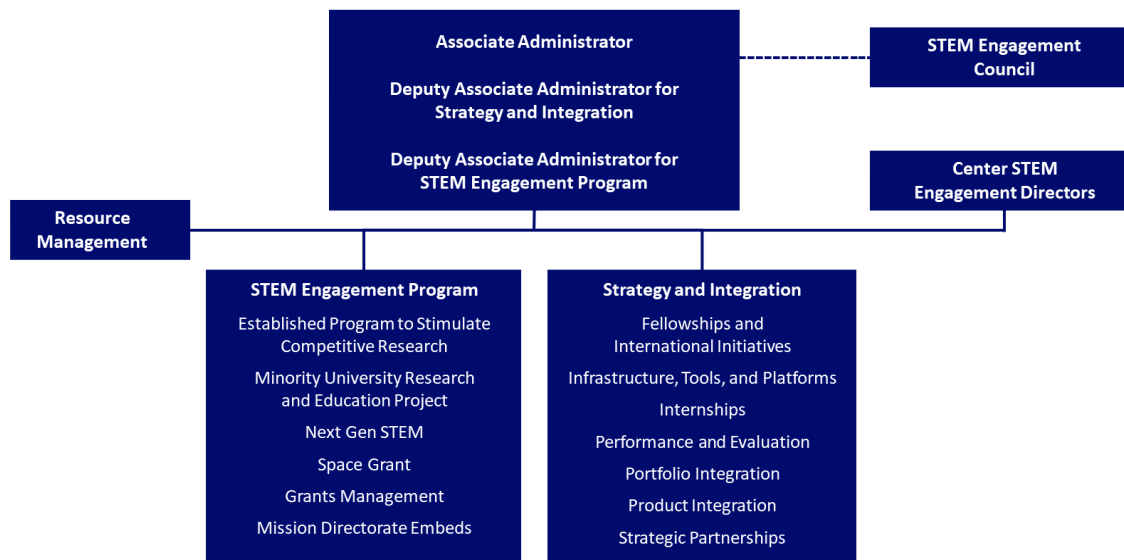 Associate Administrator
Deputy Associate Administrator for
Strategy and Integration
Deputy Associate Administrator for
STEM Engagement Program
STEM Engagement
Council
Center STEM
Engagement Directors
Resource
Management
STEM Engagement Program
Established Program to Stimulate
Competitive Research
Minority University Research
and Education Project
Next Gen STEM
Space Grant
Grants Management
Mission Directorate Embeds
Strategy and Integration
Fellowships and
International Initiatives
Infrastructure, Tools, and Platforms
Internships
Performance and Evaluation
Portfolio Integration
Product Integration
Strategic Partnerships